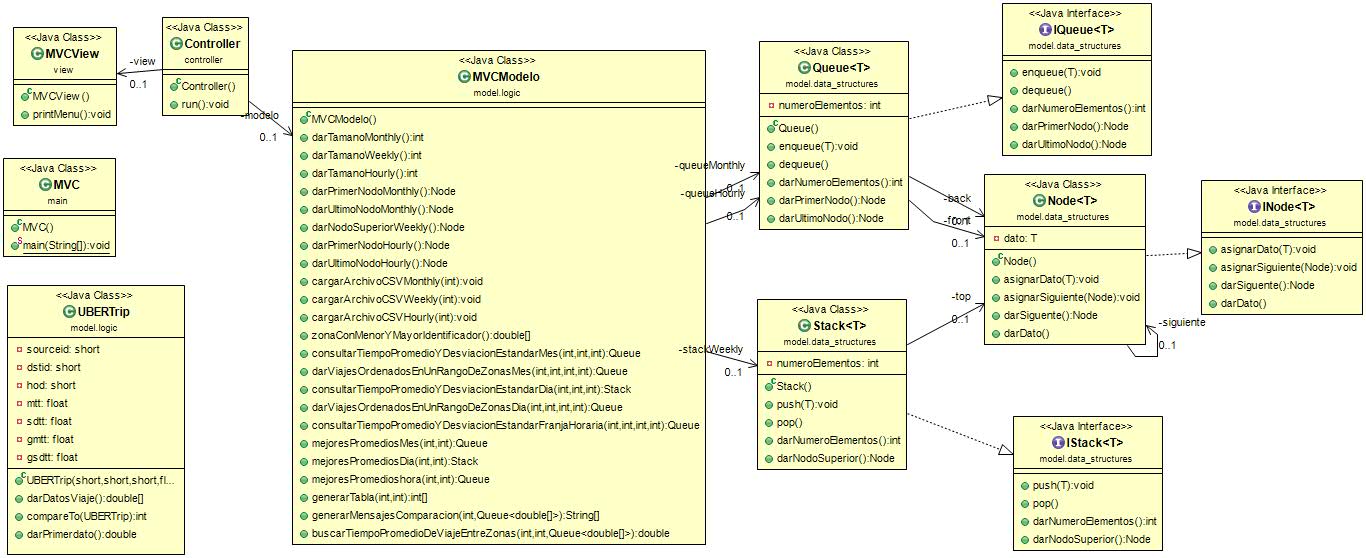 <<Java Class>>
MVCView
view
MVCView()
printMenu():void
-view
0..1
<<Java Class>>
Controller
controller
Controller()
run():void
-modelo
0..1
<<Java Class>>
MVC
main
MVC()
main(String[]):void
<<Java Class>>
UBERTrip
model.logic
sourceid: short
dstid: short
hod: short
mtt: float
sdtt: float
gmtt: float
gsdtt: float
UBERTrip(short,short,short,fl...
darDatosViaje():double[]
compareTo(UBERTrip):int
darPrimerdato():double
<<Java Class>>
MVCModelo
model.logic
MVCModelo()
darTamanoMonthly():int
darTamanoWeekly():int
darTamanoHourly():int
darPrimerNodoMonthly():Node
darUltimoNodoMonthly():Node
darNodoSuperiorWeekly():Node
darPrimerNodoHourly():Node
darUltimoNodoHourly():Node
cargarArchivoCSVMonthly(int):void
cargarArchivoCSVWeekly(int):void
cargarArchivoCSVHourly(int):void
zonaConMenorYMayorIdentificador():double[]
consultarTiempoPromedioYDesviacionEstandarMes(int,int,int):Queue
darViajesOrdenadosEnUnRangoDeZonasMes(int,int,int,int):Queue
consultarTiempoPromedioYDesviacionEstandarDia(int,int,int):Stack
darViajesOrdenadosEnUnRangoDeZonasDia(int,int,int,int):Queue
consultarTiempoPromedioYDesviacionEstandarFranjaHoraria(int,int,int,int):Queue
mejoresPromediosMes(int,int):Queue
mejoresPromediosDia(int,int):Stack
mejoresPromedioshora(int,int):Queue
generarTabla(int,int):int[]
generarMensajesComparacion(int,Queue<double[]>):String[]
buscarTiempoPromedioDeViajeEntreZonas(int,int,Queue<double[]>):double
-queueMonthly
0..1
-queueHourly
0..1
-stackWeekly
0..1
<<Java Class>>
Queue<T>
model.data_structures
numeroElementos: int
Queue()
enqueue(T):void
dequeue()
darNumeroElementos():int
darPrimerNodo():Node
darUltimoNodo():Node
<<Java Class>>
Stack<T>
model.data_structures
numeroElementos: int
Stack()
push(T):void
pop()
darNumeroElementos():int
darNodoSuperior():Node
-back
0..1
-front
0..1
-top
0..1
<<Java Interface>>
IQueue<T>
model.data_structures
enqueue(T):void
dequeue()
darNumeroElementos():int
darPrimerNodo():Node
darUltimoNodo():Node
<<Java Class>>
Node<T>
model.data_structures
dato: T
Node()
asignarDato(T):void
asignarSiguiente(Node):void
darSiguente():Node
darDato()
-siguiente
0..1
<<Java Interface>>
INode<T>
model.data_structures
asignarDato(T):void
asignarSiguiente(Node):void
darSiguente():Node
darDato()
<<Java Interface>>
IStack<T>
model.data_structures
push(T):void
pop()
darNumeroElementos():int
darNodoSuperior():Node